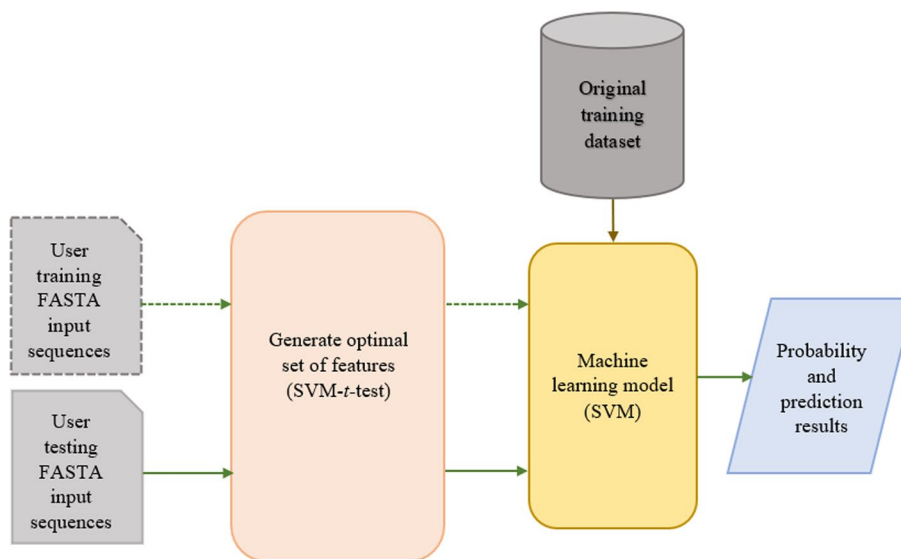 Original
training
dataset
User
training
FASTA
input
sequences
Generate optimal
set of features
(SVM-t-test)
Machine
learning model
(SVM)
Probability
and
prediction
results
User
testing
FASTA
input
sequences